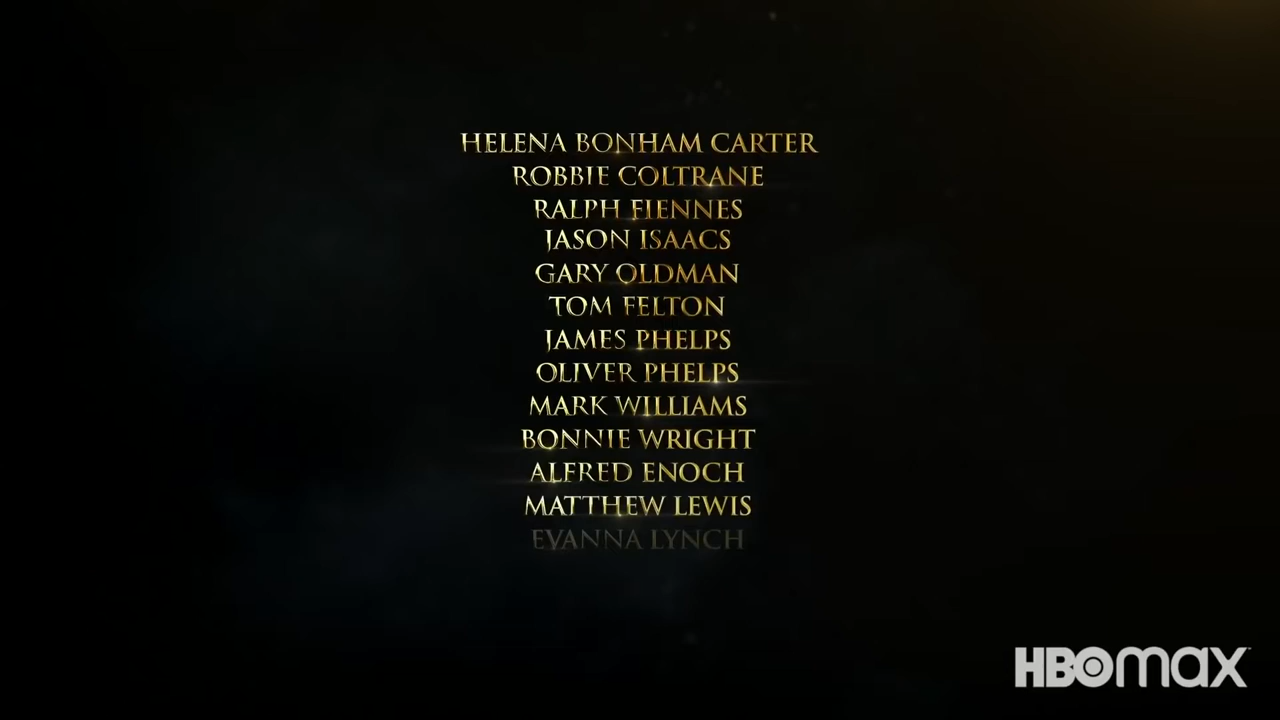 HELENA BONHAM CARTER
ROBBIE COLTRANE
RALPH FIENNES
JASON ISAACS
GARY OLDMAN
TOM FELTON
JAMES PHELPS
OLIVER PHELPS
MARK WILLIAMS
BONNIE WRIGHT
ALFRED ENOCH
MATTHEW LEWIS
EVANNA LYNCH
HBOmax